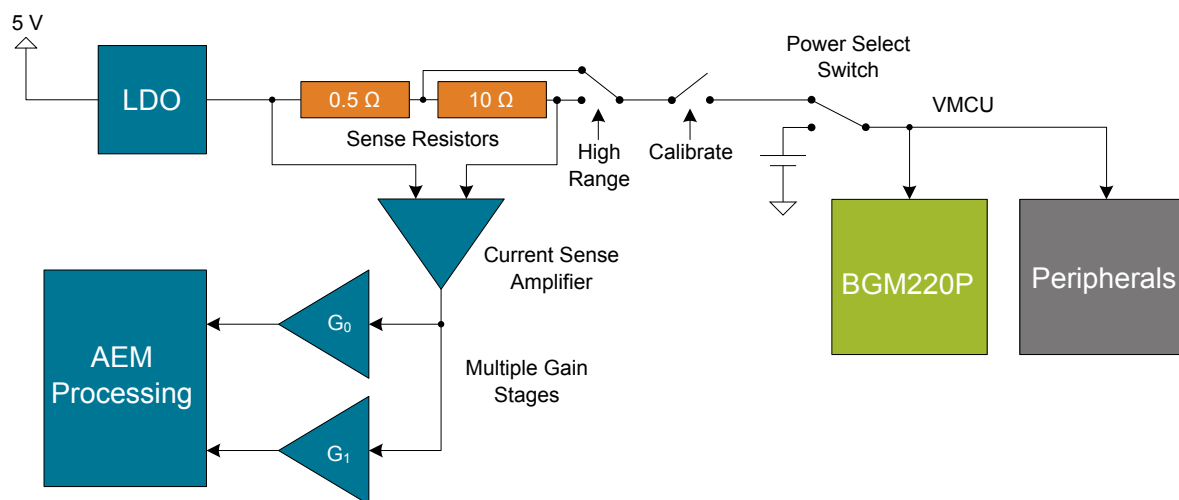 5 V
LDO
0.5 Ω
10 Ω
Sense Resistors
High
Range
Calibrate
Power Select
Switch
VMCU
BGM220P
Peripherals
Current Sense
Amplifier
AEM
Processing
G0
G1
Multiple Gain
Stages